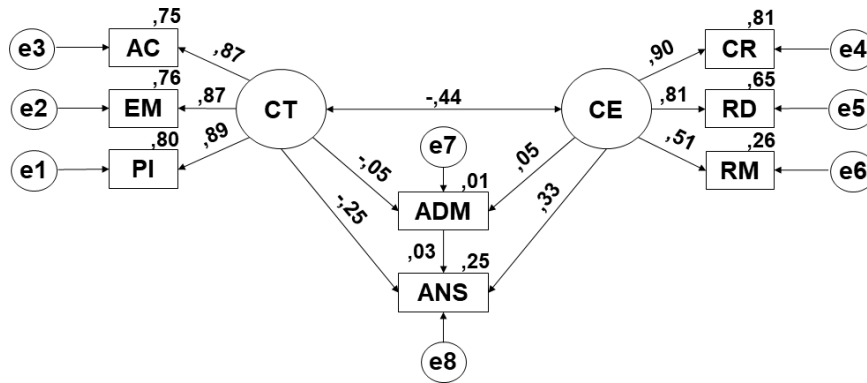 ,75
,81
e3
AC
,87
,90
CR
e4
,76
,65
e2
EM
,87
CT
-,44
CE
,81
RD
e5
,80
,89
e7
,51
,26
e1
PI
-,05
,05
RM
e6
,01
ADM
-,25
,33
,03
,25
ANS
e8